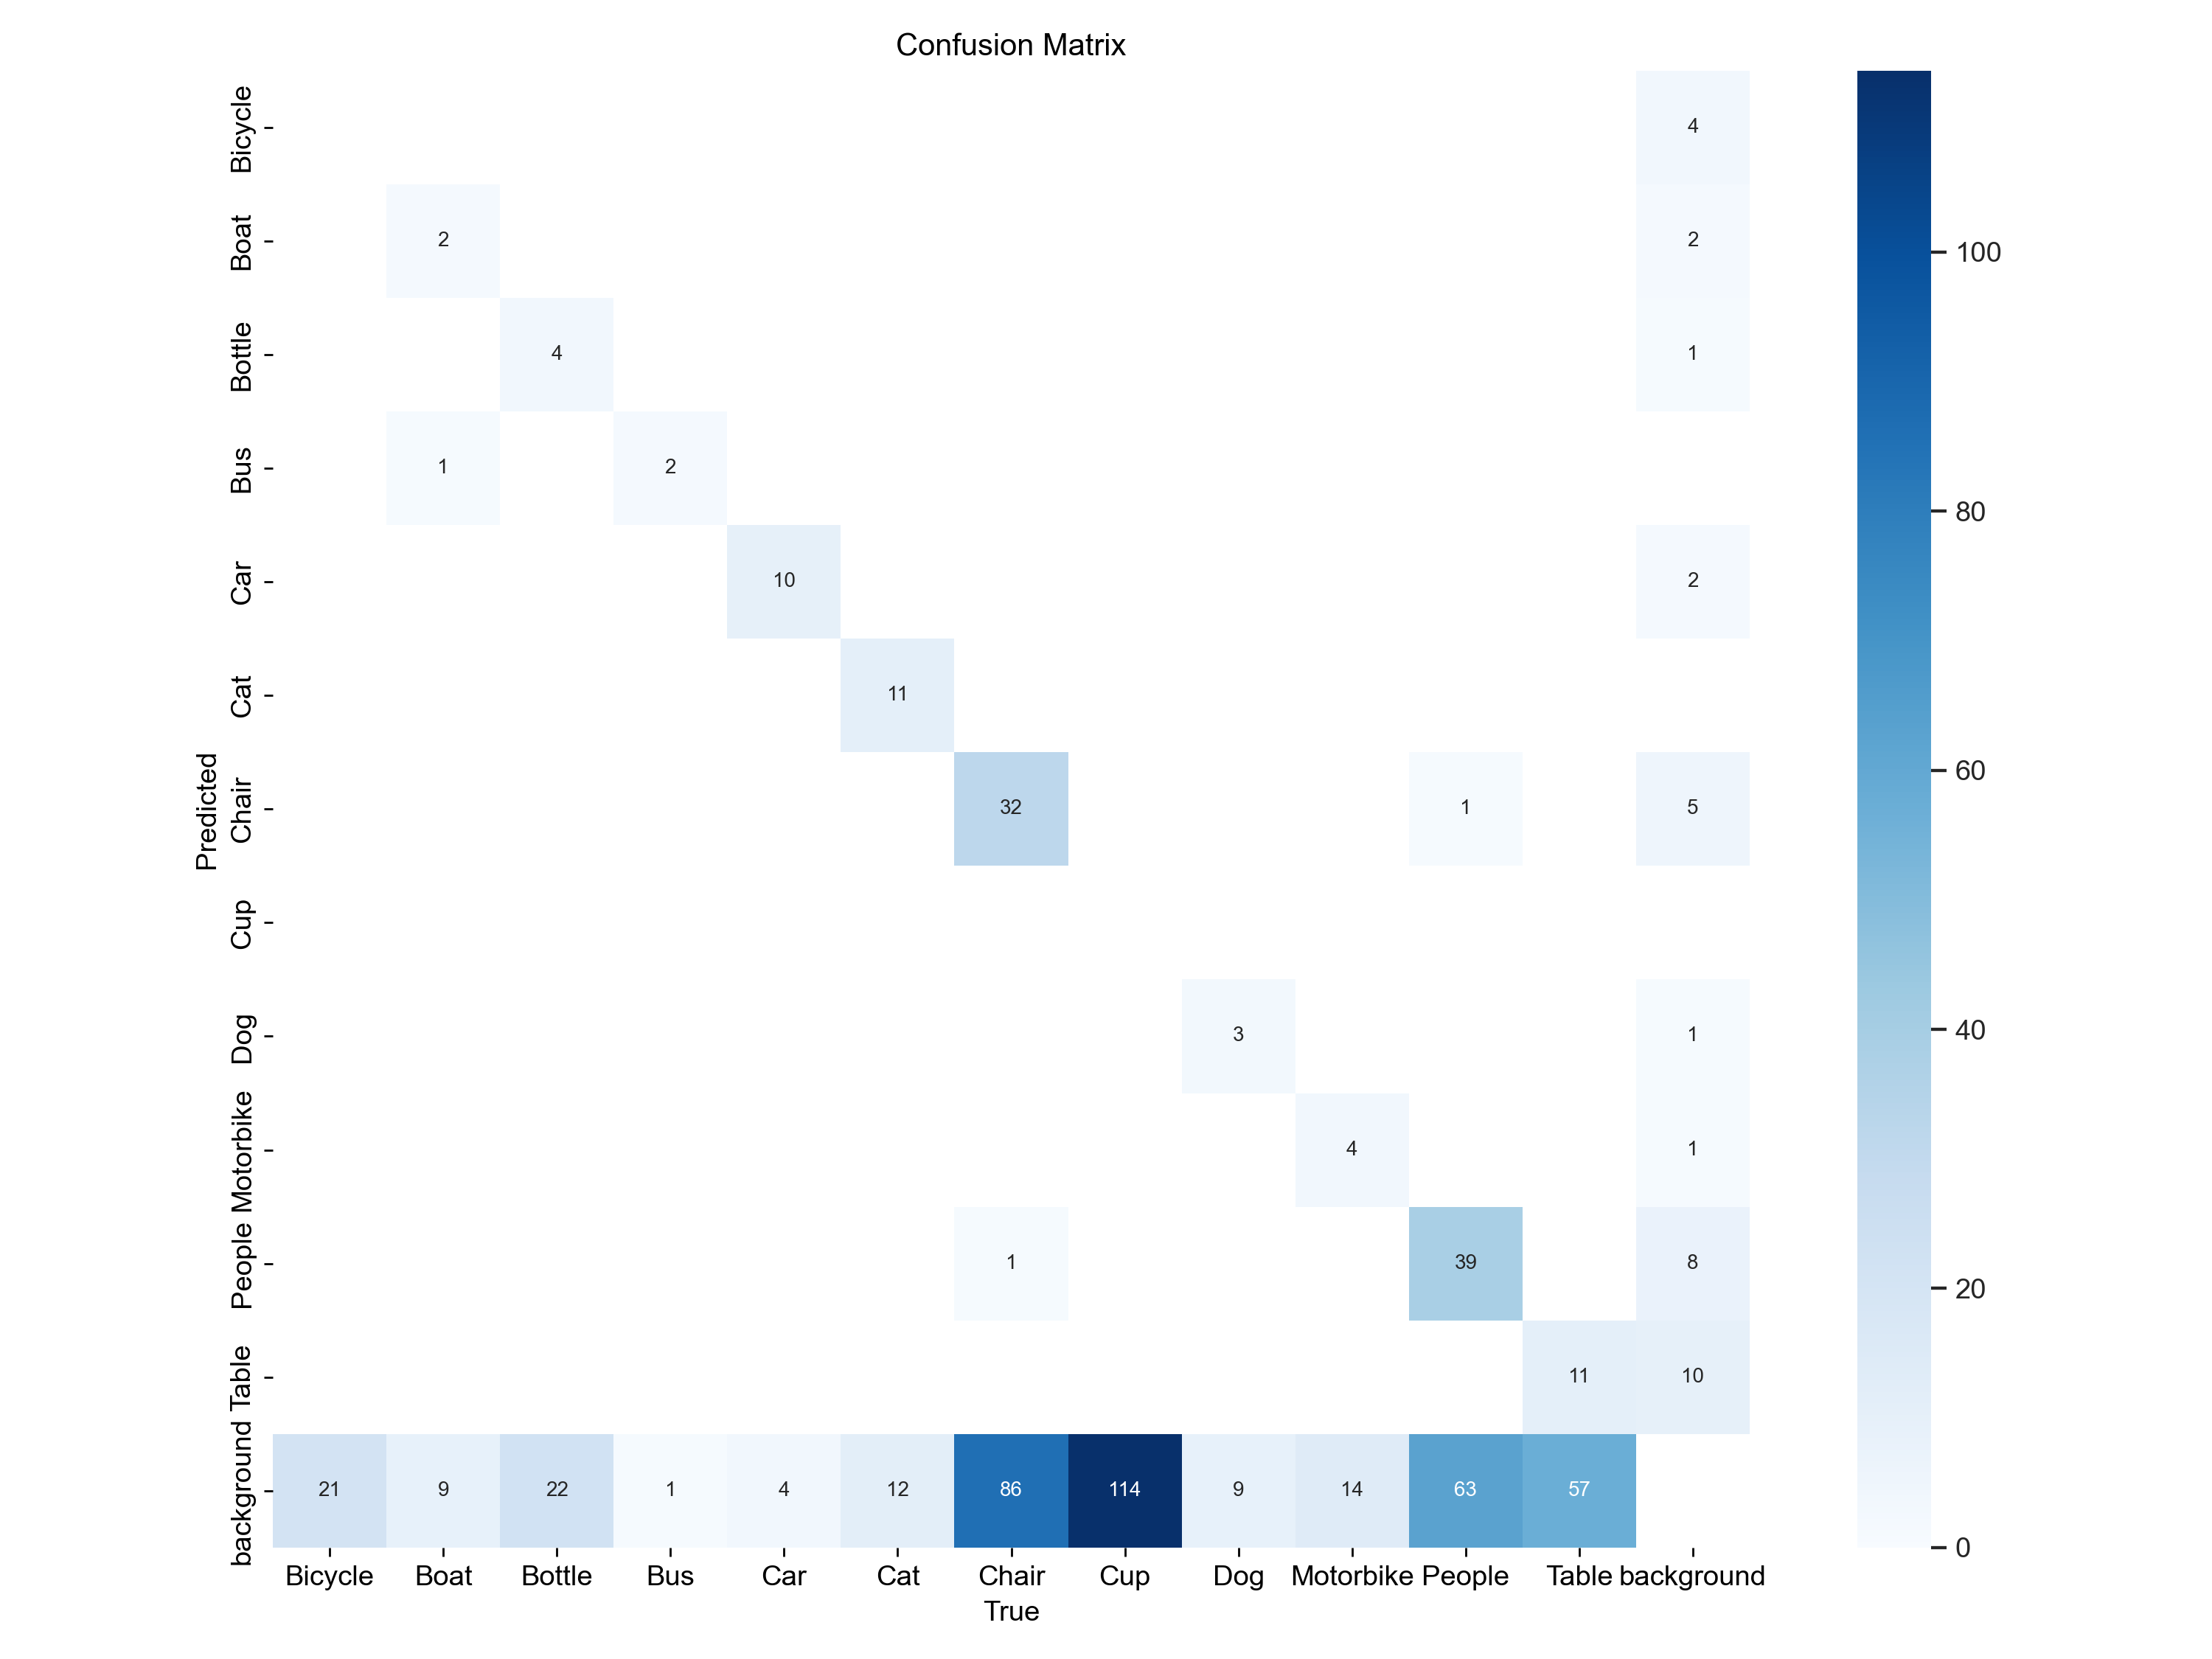 Confusion Matrix
Bicycle 4
Boat 2 2
Bottle 4 1
Bus 1 2
Car 10 2
Cat 11
Chair 32 1 5
Cup
Dog 3 1
Motorbike 4 1
People 1 39 8
Table 11 10
background 21 9 22 1 4 12 86 114 9 14 63 57
Predicted
Bicycle Boat Bottle Bus Car Cat Chair Cup Dog Motorbike People Table background
True
100
80
60
40
20
0